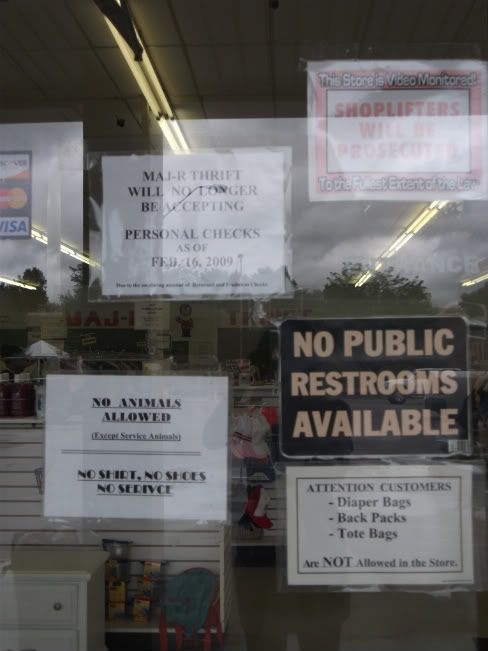 This Store is Video Monitored!
SHOPLIFTERS
WILL BE
PROSECUTED
To the Fullest Extent of the Law
VISA
MAJ-R THRIFT
WILL NO LONGER
BE ACCEPTING
PERSONAL CHECKS
AS OF
FEB. 16, 2009
NO PUBLIC
RESTROOMS
AVAILABLE
NO ANIMALS
ALLOWED
(Except Service Animals)
NO SHIRT, NO SHOES
NO SERIVCE
ATTENTION CUSTOMERS
- Diaper Bags
- Back Packs
- Tote Bags
Are NOT Allowed in the Store.